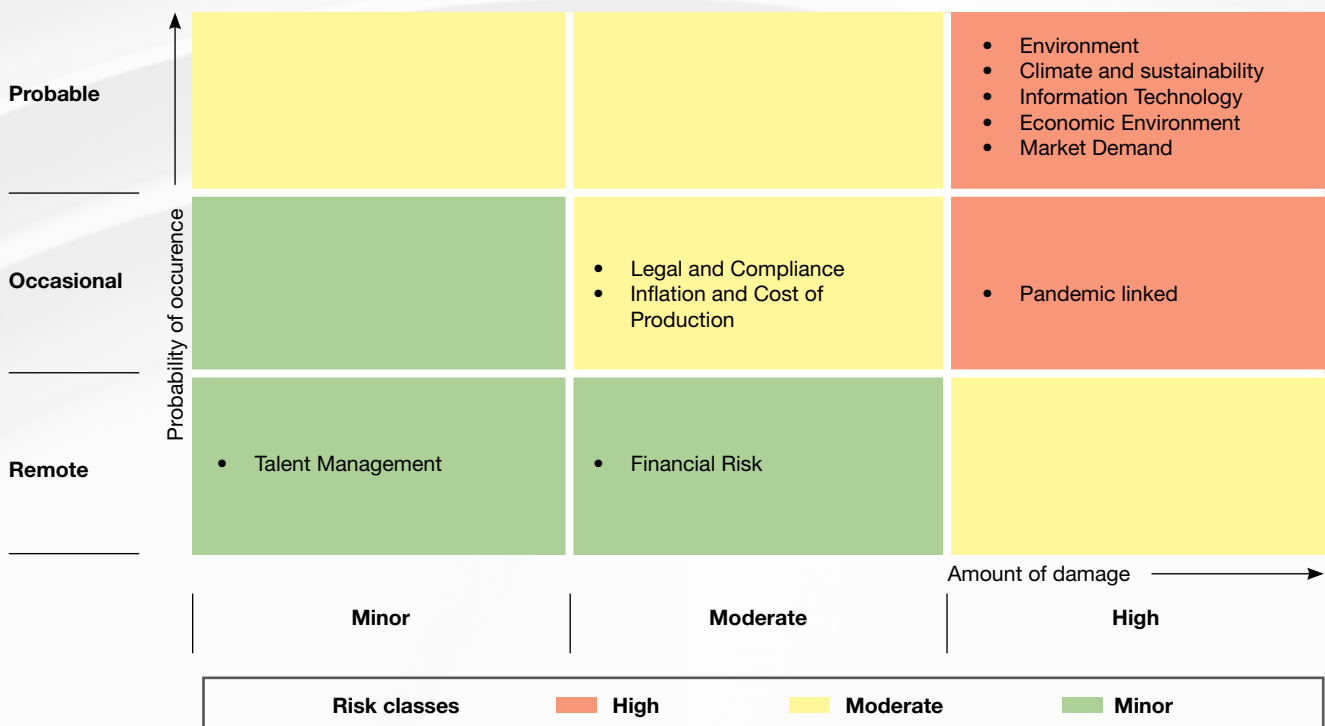 Probable
• Environment
• Climate and sustainability
• Information Technology
• Economic Environment
• Market Demand
Probability of occurence
Occasional
• Legal and Compliance
• Inflation and Cost of
Production
• Pandemic linked
Remote
• Talent Management
• Financial Risk
Amount of damage
Minor
Moderate
High
Risk classes
High
Moderate
Minor